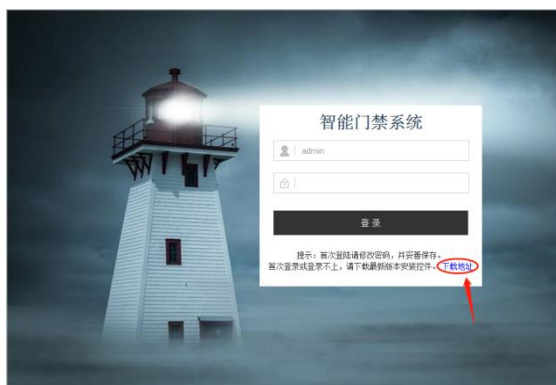 智能门禁系统
admin
登 录
提示：首次登陆请修改密码，并妥善保存。
首次登录或登录不上，请下载最新版本安装控件。 下载地址